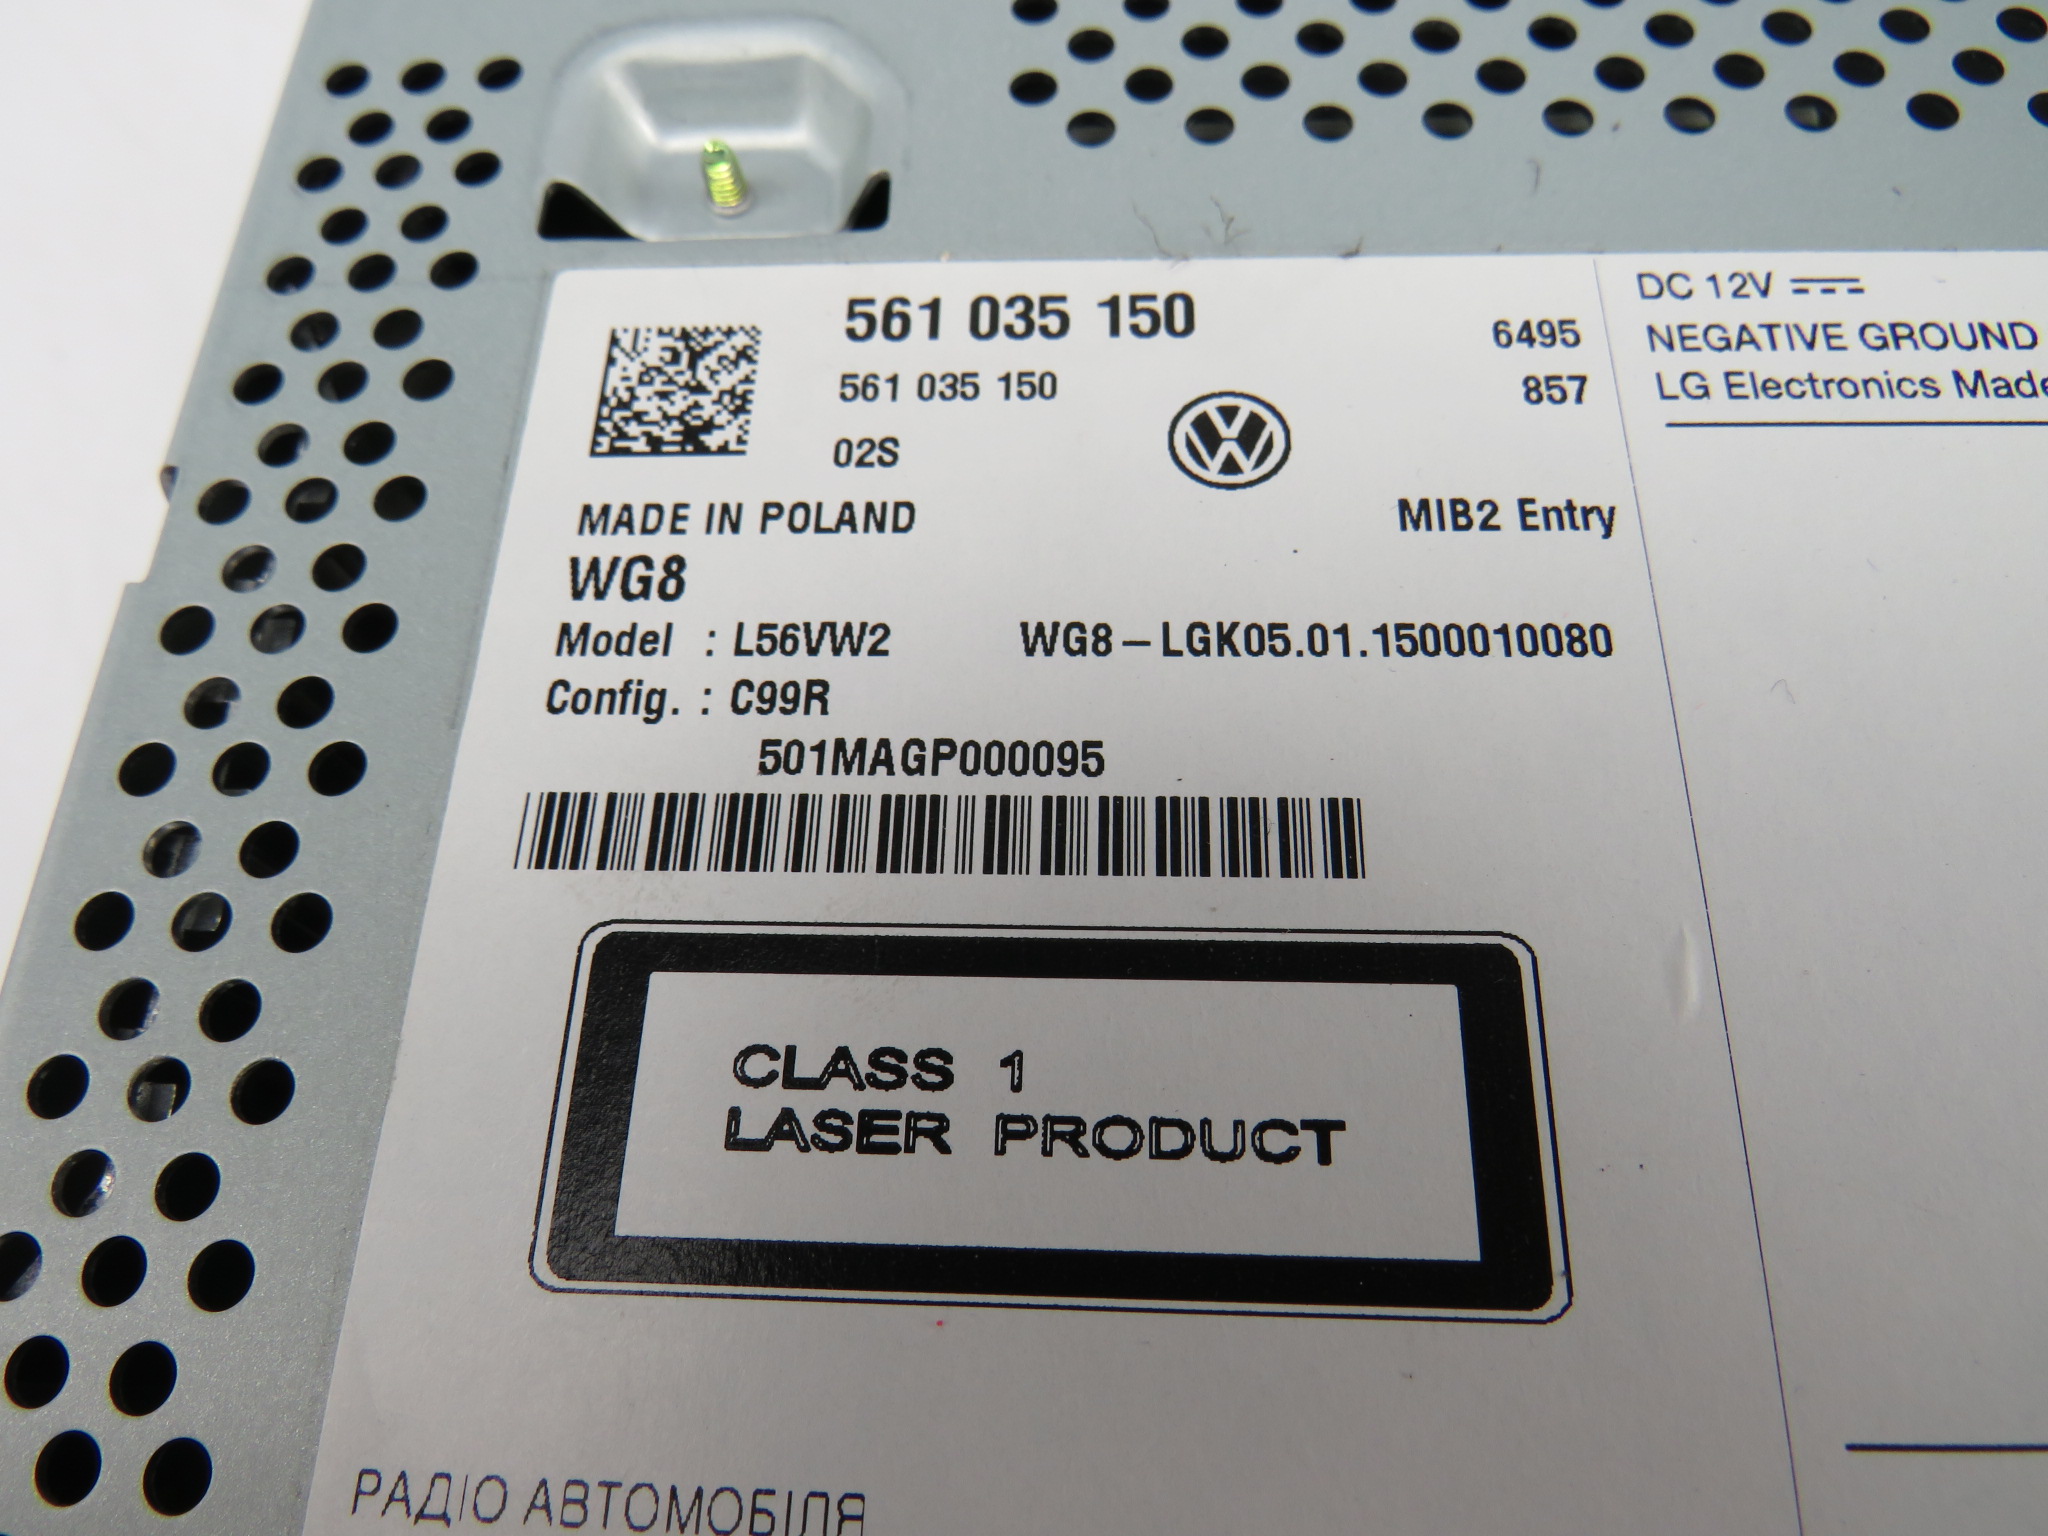 561 035 150
561 035 150
02S
6495
857
MADE IN POLAND
MIB2 Entry
WG8
Model : L56VW2 WG8-LGK05.01.1500010080
Config. : C99R
501MAGP000095
CLASS 1
LASER PRODUCT
РАДІО АВТОМОБІЛЯ
DC 12V
NEGATIVE GROUND
LG Electronics Made